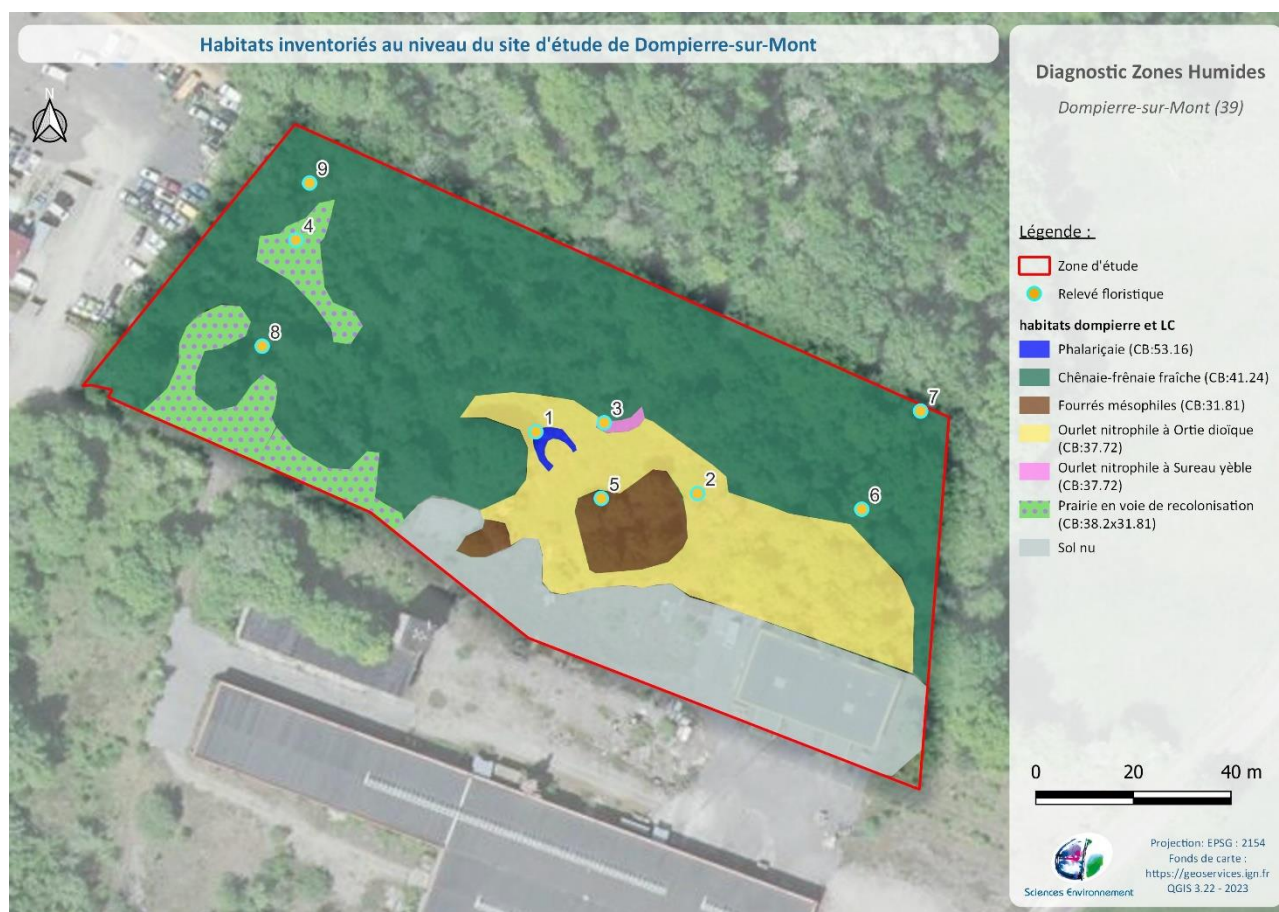 Habitats inventoriés au niveau du site d'étude de Dompierre-sur-Mont
Diagnostic Zones Humides
Dompierre-sur-Mont (39)
N
9
4
8
7
3
1
2
5
6
Légende :
Zone d'étude
Relevé floristique
habitats dompierre et LC
Phalariçaie (CB:53.16)
Chênaie-frênaie fraîche (CB:41.24)
Fourrés mésophiles (CB:31.81)
Ourlet nitrophile à Ortie dioïque
(CB:37.72)
Ourlet nitrophile à Sureau yèble
(CB:37.72)
Prairie en voie de recolonisation
(CB:38.2x31.81)
Sol nu
0 20 40 m
Sciences Environnement
Projection: EPSG : 2154
Fonds de carte :
https://geoservices.ign.fr
QGIS 3.22 - 2023